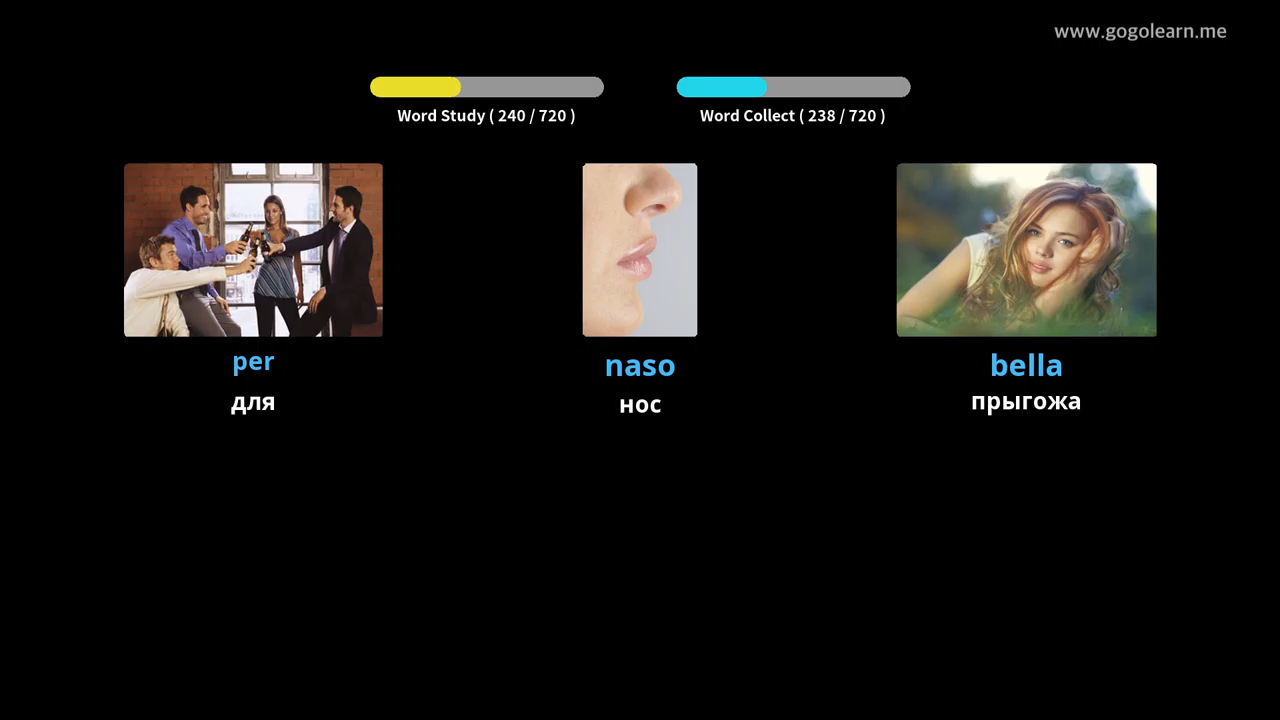 www.gogolearn.me
Word Study ( 240 / 720 )
Word Collect ( 238 / 720 )
per
для
naso
нос
bella
прыгожа